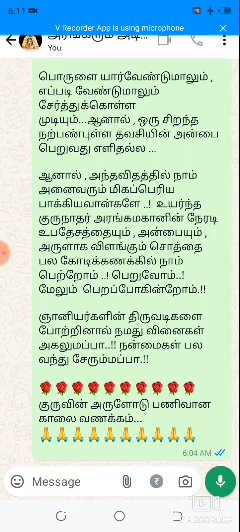 6:11
V Recorder App is using microphone
அரங்கரும் அடி...
You
பொருளை யார்வேண்டுமாலும் ,
எப்படி வேண்டுமாலும்
சேர்த்துக்கொள்ள
முடியும்...ஆனால் , ஒரு சிறந்த
நற்பண்புள்ள தவசியின் அன்பை
பெறுவது எளிதல்ல ...
ஆனால் , அந்தவிதத்தில் நாம்
அனைவரும் மிகப்பெரிய
பாக்கியவான்களே ..! உயர்ந்த
குருநாதர் அரங்கமகானின் நேரடி
உபதேசத்தையும் , அன்பையும் ,
அருளாக விளங்கும் சொத்தை
பல கோடிக்கணக்கில் நாம்
பெற்றோம் ..! பெறுவோம்..!
மேலும் பெறப்போகின்றோம்.!!
ஞானியர்களின் திருவடிகளை
போற்றினால் நமது வினைகள்
அகலுமப்பா..!! நன்மைகள் பல
வந்து சேரும்மப்பா.!!
🌹🌹🌹🌹🌹🌹🌹🌹🌹🌹
குருவின் அருளோடு பணிவான
காலை வணக்கம்...
🙏🙏🙏🙏🙏🙏🙏🙏🙏🙏
6:04 AM
Message